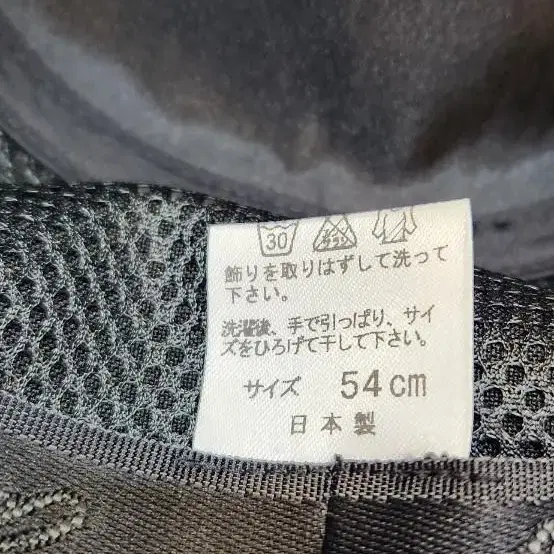 30
飾りを取りはずして洗って
下さい。
洗濯後、手で引っぱり、サイ
ズをひろげて干して下さい。
サイズ 54cm
日本製